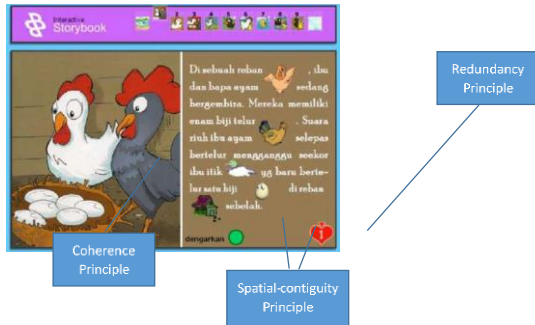 Interactive
Storybook
Redundancy
Principle
Di sebuah reban , ibu
dan bapa ayam sedang
bergembira. Mereka memiliki
enam biji telur . Suara
riuh ibu ayam selepas
bertelur mengganggu seekor
ibu itik yg baru berte-
lur satu biji di reban
sebelah.
dengarkan
1
Coherence
Principle
Spatial-contiguity
Principle